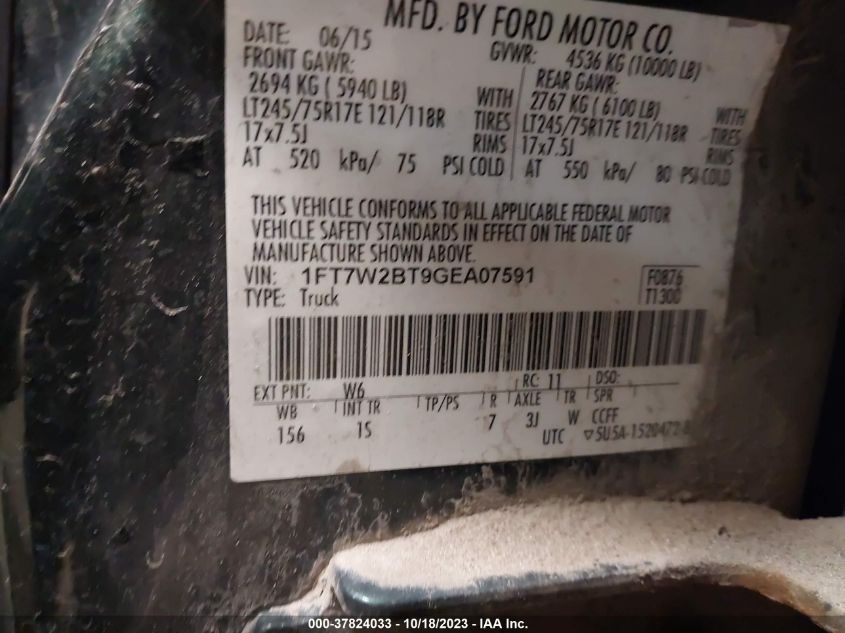 MFD. BY FORD MOTOR CO.
DATE: 06/15 GVWR: 4536 KG (10000 LB)
FRONT GAWR: REAR GAWR:
2694 KG ( 5940 LB) WITH 2767 KG ( 6100 LB) WITH
LT245/75R17E 121/118R TIRES LT245/75R17E 121/118R TIRES
17x7.5J RIMS 17x7.5J RIMS
AT 520 kPa/ 75 PSI COLD AT 550 kPa/ 80 PSI COLD
THIS VEHICLE CONFORMS TO ALL APPLICABLE FEDERAL MOTOR
VEHICLE SAFETY STANDARDS IN EFFECT ON THE DATE OF
MANUFACTURE SHOWN ABOVE.
VIN: 1FT7W2BT9GEA07591 F0876
TYPE: Truck T1300
EXT PNT: W6 RC: 11 DSO:
WB INT TR TP/PS R AXLE TR SPR
156 15 7 3J W CCFF
UTC ▽5U5A-1520472-B
000-37824033 - 10/18/2023 - IAA Inc.